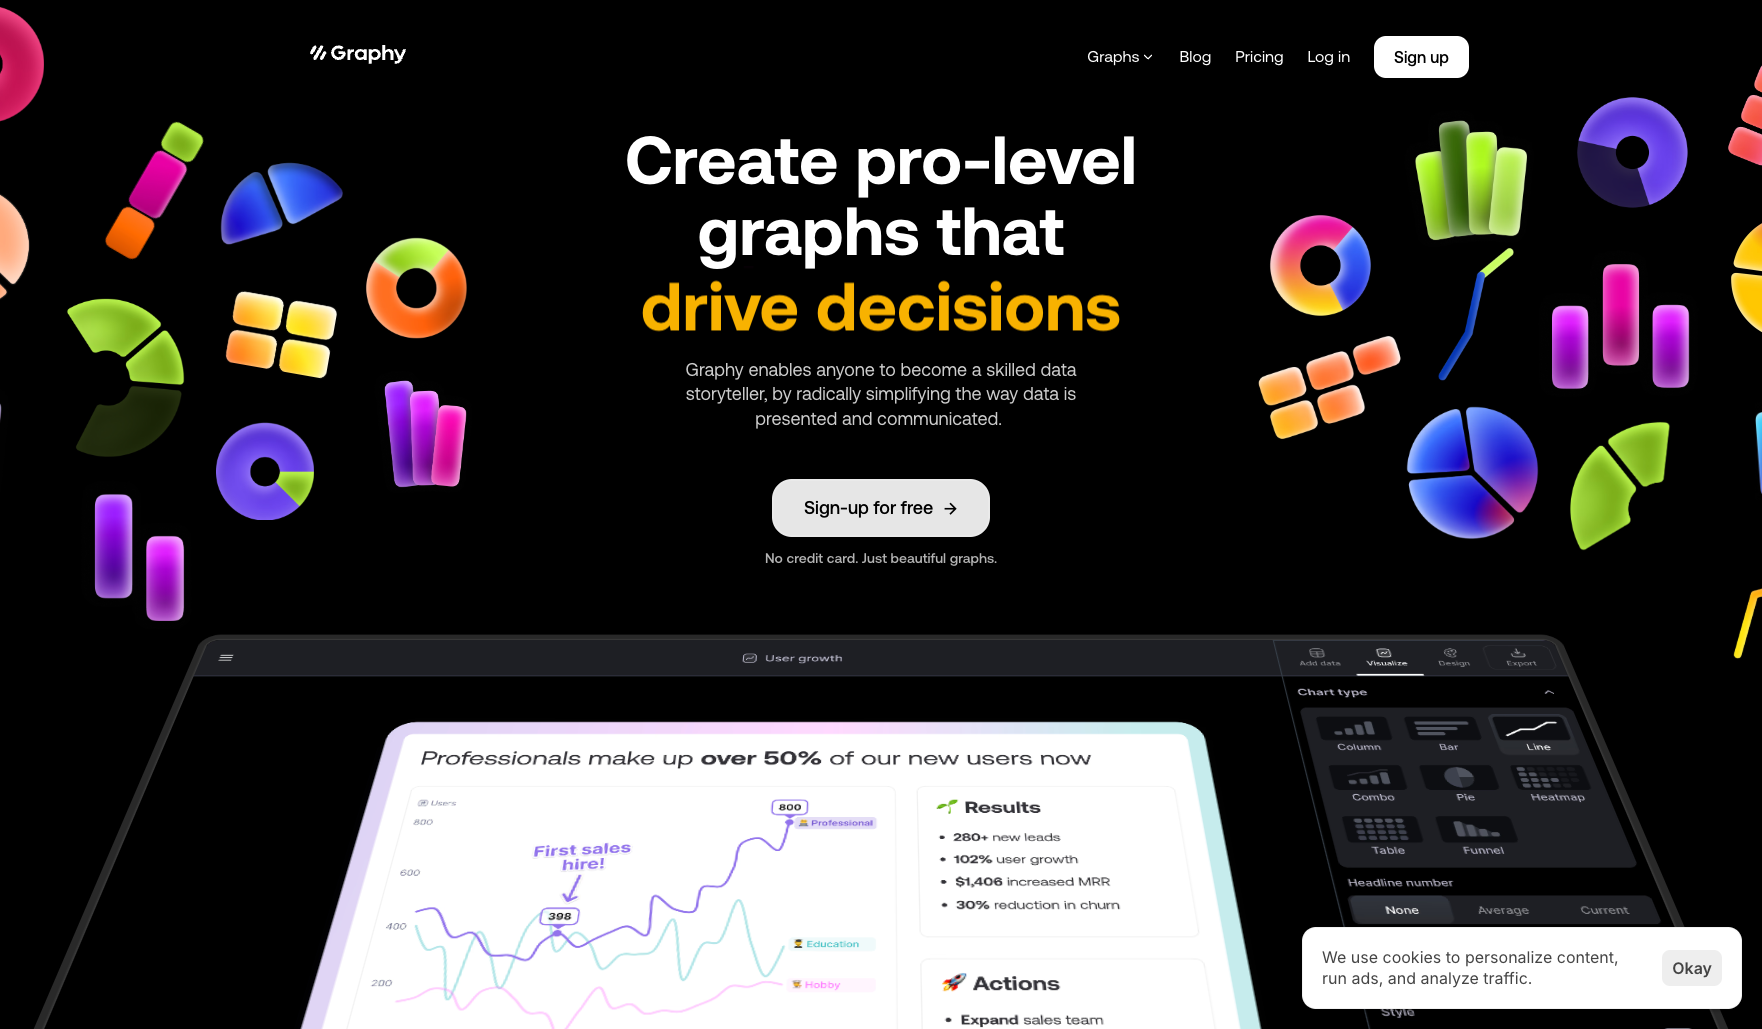 Graphy
Graphs
Blog
Pricing
Log in
Sign up
Create pro-level
graphs that
drive decisions
Graphy enables anyone to become a skilled data
storyteller, by radically simplifying the way data is
presented and communicated.
Sign-up for free →
No credit card. Just beautiful graphs.
User growth
Add data
Visualize
Design
Export
Chart type
Column
Bar
Line
Combo
Pie
Heatmap
Table
Funnel
Headline number
None
Average
Current
Style
Professionals make up over 50% of our new users now
Users
800
600
400
200
First sales
hire!
398
800
Professional
Education
Hobby
🌱 Results
• 280+ new leads
• 102% user growth
• $1,406 increased MRR
• 30% reduction in churn
🚀 Actions
• Expand sales team
We use cookies to personalize content,
run ads, and analyze traffic.
Okay